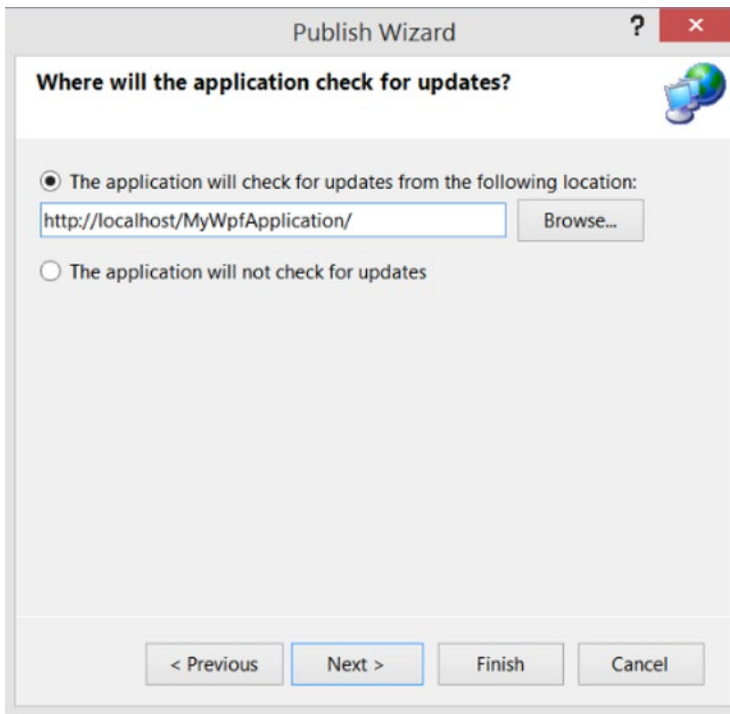 Publish Wizard
?
Where will the application check for updates?
The application will check for updates from the following location:
http://localhost/MyWpfApplication/
Browse...
The application will not check for updates
< Previous
Next >
Finish
Cancel